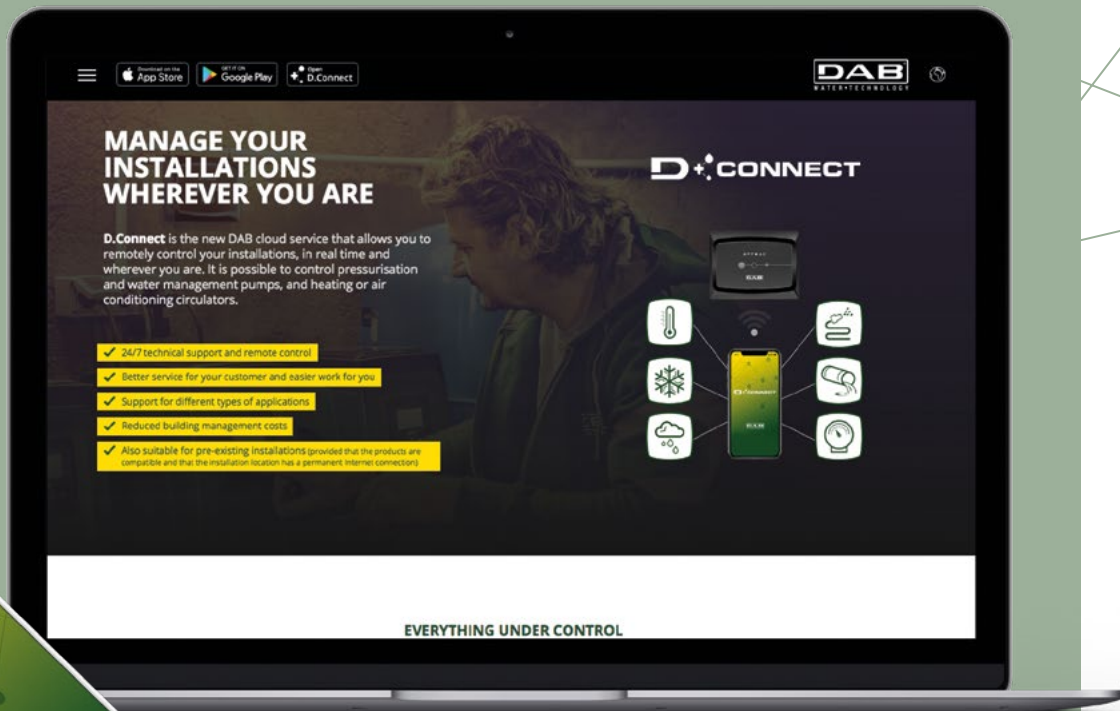 Download on the
App Store
GET IT ON
Google Play
Open
D.Connect
DAB
WATER•TECHNOLOGY
MANAGE YOUR
INSTALLATIONS
WHEREVER YOU ARE
D.Connect is the new DAB cloud service that allows you to
remotely control your installations, in real time and
wherever you are. It is possible to control pressurisation
and water management pumps, and heating or air
conditioning circulators.
✓ 24/7 technical support and remote control
✓ Better service for your customer and easier work for you
✓ Support for different types of applications
✓ Reduced building management costs
✓ Also suitable for pre-existing installations (provided that the products are
compatible and that the installation location has a permanent internet connection)
D+CONNECT
DAB
D+CONNECT
DAB
EVERYTHING UNDER CONTROL